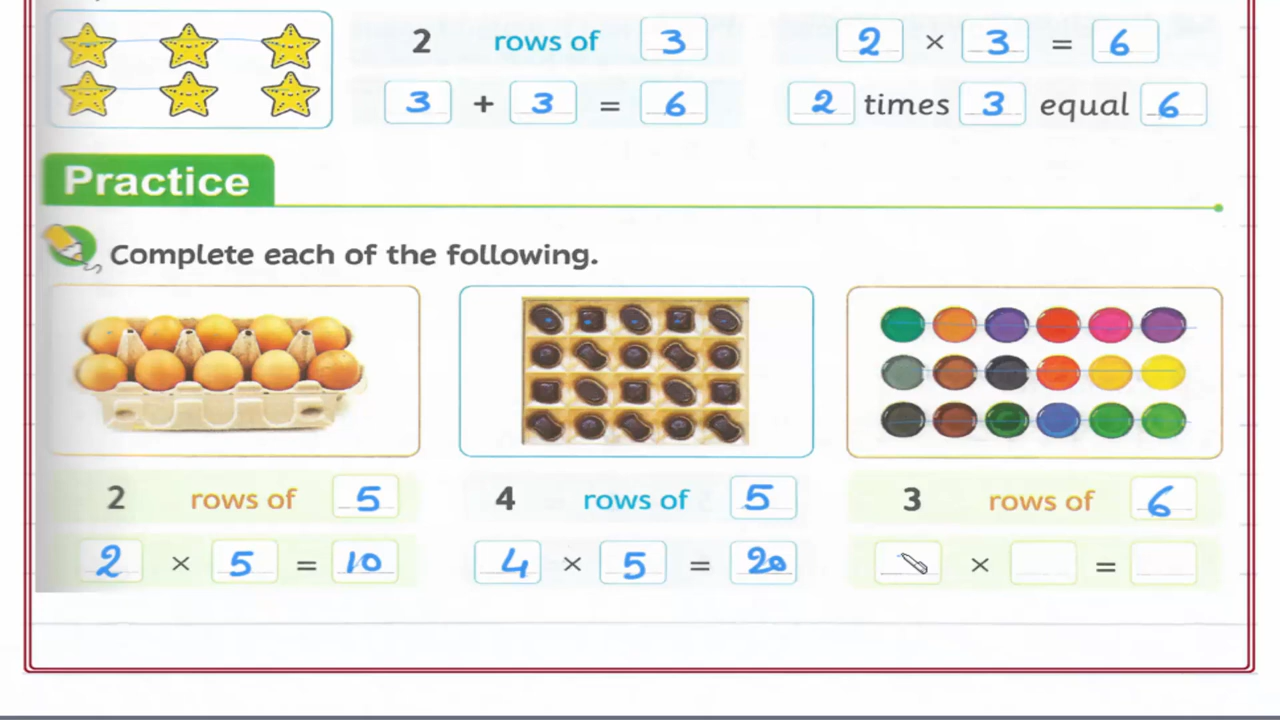 2 rows of 3
2 × 3 = 6
3 + 3 = 6
2 times 3 equal 6
Practice
Complete each of the following.
2 rows of 5
4 rows of 5
3 rows of 6
2 × 5 = 10
4 × 5 = 20
× =